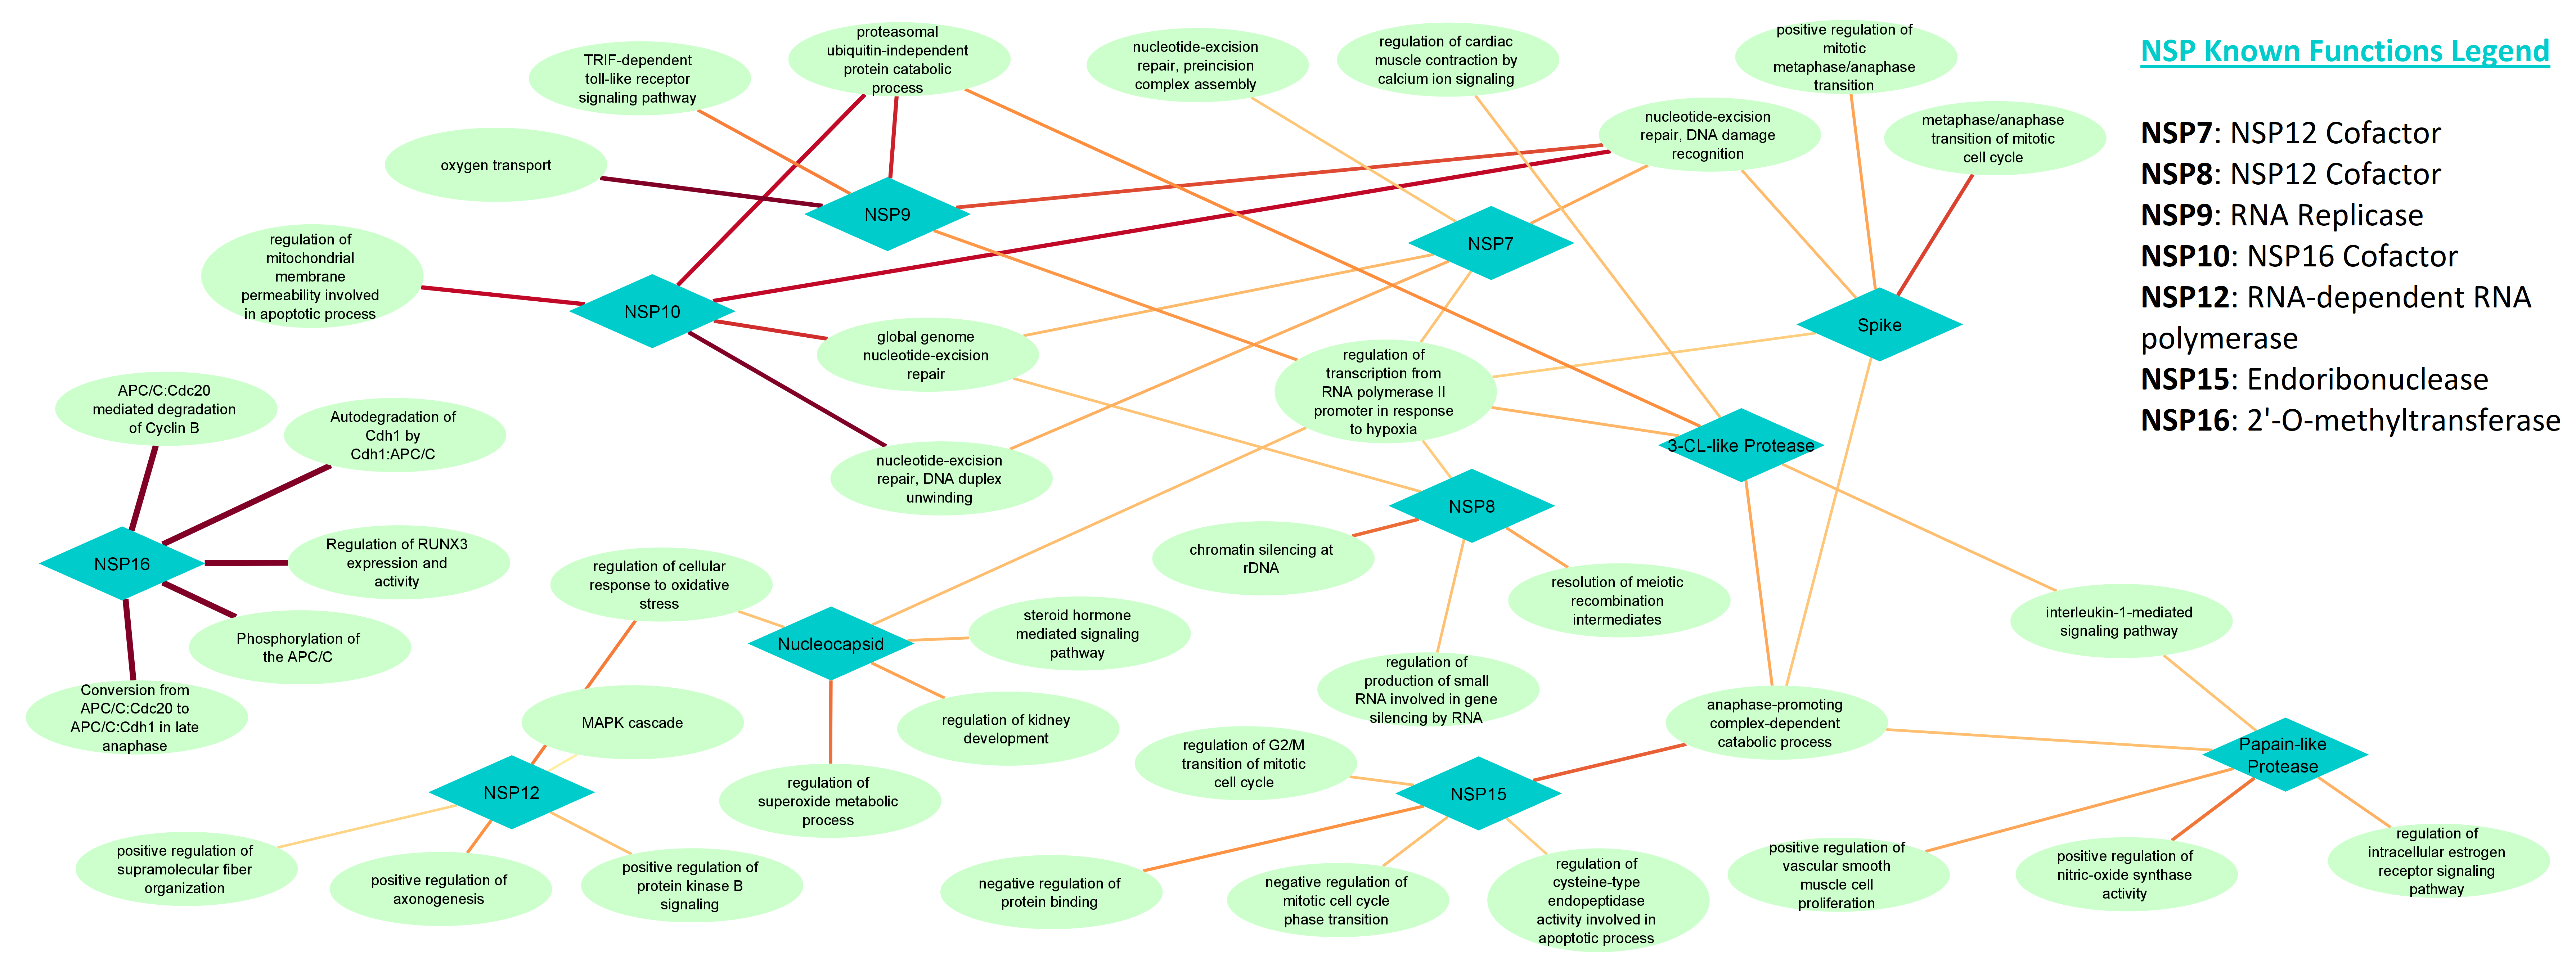 proteasomal
ubiquitin-independent
protein catabolic
process
TRIF-dependent
toll-like receptor
signaling pathway
nucleotide-excision
repair, preincision
complex assembly
regulation of cardiac
muscle contraction by
calcium ion signaling
positive regulation of
mitotic
metaphase/anaphase
transition
NSP Known Functions Legend
NSP7: NSP12 Cofactor
NSP8: NSP12 Cofactor
NSP9: RNA Replicase
NSP10: NSP16 Cofactor
NSP12: RNA-dependent RNA
polymerase
NSP15: Endoribonuclease
NSP16: 2'-O-methyltransferase
nucleotide-excision
repair, DNA damage
recognition
metaphase/anaphase
transition of mitotic
cell cycle
oxygen transport
NSP9
NSP7
regulation of
mitochondrial
membrane
permeability involved
in apoptotic process
NSP10
Spike
global genome
nucleotide-excision
repair
regulation of
transcription from
RNA polymerase II
promoter in response
to hypoxia
APC/C:Cdc20
mediated degradation
of Cyclin B
Autodegradation of
Cdh1 by
Cdh1:APC/C
3-CL-like Protease
nucleotide-excision
repair, DNA duplex
unwinding
NSP8
NSP16
Regulation of RUNX3
expression and
activity
regulation of cellular
response to oxidative
stress
chromatin silencing at
rDNA
resolution of meiotic
recombination
intermediates
Phosphorylation of
the APC/C
Nucleocapsid
steroid hormone
mediated signaling
pathway
interleukin-1-mediated
signaling pathway
Conversion from
APC/C:Cdc20 to
APC/C:Cdh1 in late
anaphase
MAPK cascade
regulation of kidney
development
regulation of
production of small
RNA involved in gene
silencing by RNA
anaphase-promoting
complex-dependent
catabolic process
regulation of G2/M
transition of mitotic
cell cycle
Papain-like
Protease
NSP12
regulation of
superoxide metabolic
process
NSP15
positive regulation of
supramolecular fiber
organization
positive regulation of
axonogenesis
positive regulation of
protein kinase B
signaling
negative regulation of
protein binding
negative regulation of
mitotic cell cycle
phase transition
regulation of
cysteine-type
endopeptidase
activity involved in
apoptotic process
positive regulation of
vascular smooth
muscle cell
proliferation
positive regulation of
nitric-oxide synthase
activity
regulation of
intracellular estrogen
receptor signaling
pathway